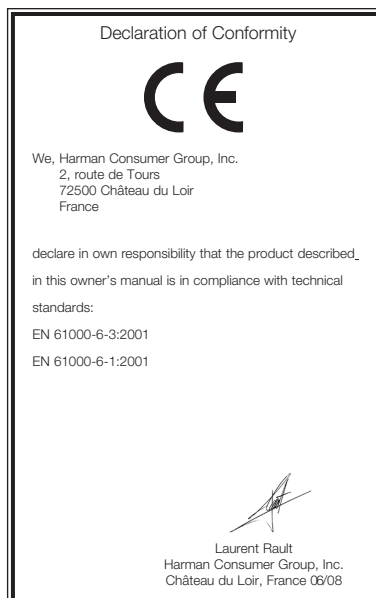 Declaration of Conformity
CE
We, Harman Consumer Group, Inc.
2, route de Tours
72500 Château du Loir
France
declare in own responsibility that the product described
in this owner's manual is in compliance with technical
standards:
EN 61000-6-3:2001
EN 61000-6-1:2001
Laurent Rault
Harman Consumer Group, Inc.
Château du Loir, France 06/08